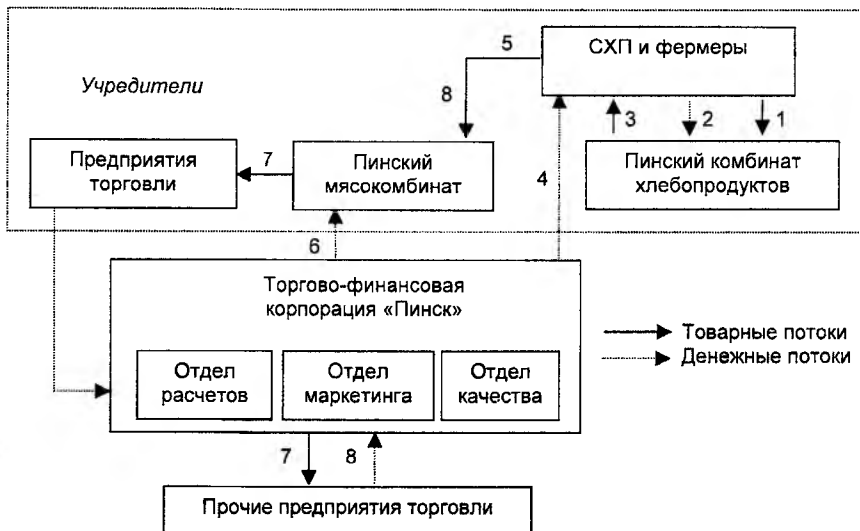 5
СХП и фермеры
Учредители
8
3
2
1
Предприятия
торговли
7
Пинский
мясокомбинат
4
Пинский комбинат
хлебопродуктов
6
Торгово-финансовая
корпорация «Пинск»
Товарные потоки
Денежные потоки
Отдел
расчетов
Отдел
маркетинга
Отдел
качества
7
8
Прочие предприятия торговли